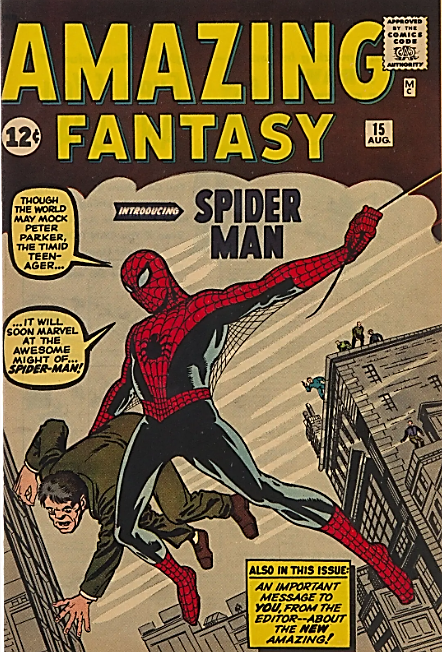 AMAZING
FANTASY
APPROVED
BY THE
COMICS
CODE
AUTHORITY
M
C
12¢
15
AUG.
INTRODUCING
SPIDER
MAN
THOUGH
THE WORLD
MAY MOCK
PETER
PARKER,
THE TIMID
TEEN-
AGER...
...IT WILL
SOON MARVEL
AT THE
AWESOME
MIGHT OF...
SPIDER-MAN!
ALSO IN THIS ISSUE:
AN IMPORTANT
MESSAGE TO
YOU, FROM THE
EDITOR--ABOUT
THE NEW
AMAZING!